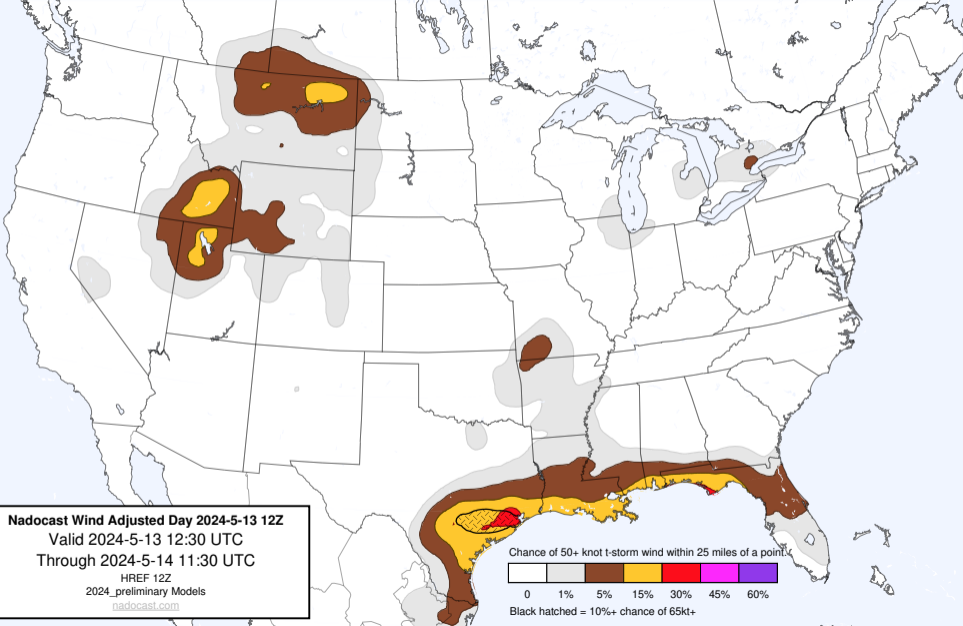 Nadocast Wind Adjusted Day 2024-5-13 12Z
Valid 2024-5-13 12:30 UTC
Through 2024-5-14 11:30 UTC
HREF 12Z
2024_preliminary Models
nadocast.com
Chance of 50+ knot t-storm wind within 25 miles of a point.
0 1% 5% 15% 30% 45% 60%
Black hatched = 10%+ chance of 65kt+